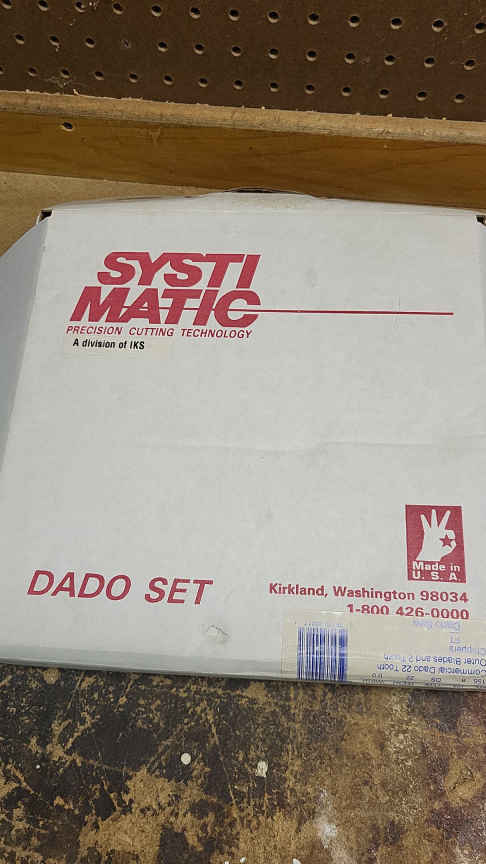 SYSTI
MATIC
PRECISION CUTTING TECHNOLOGY
A division of IKS
Made in
U. S. A.
DADO SET
Kirkland, Washington 98034
1-800 426-0000
Commercial Dado 22 Tooth
Outer Blades and 2 Tooth
Chippers